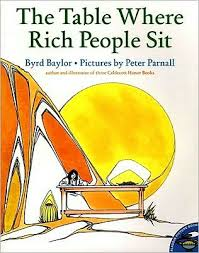 The Table Where
Rich People Sit
Byrd Baylor • Pictures by Peter Parnall
author and illustrator of three Caldecott Honor Books